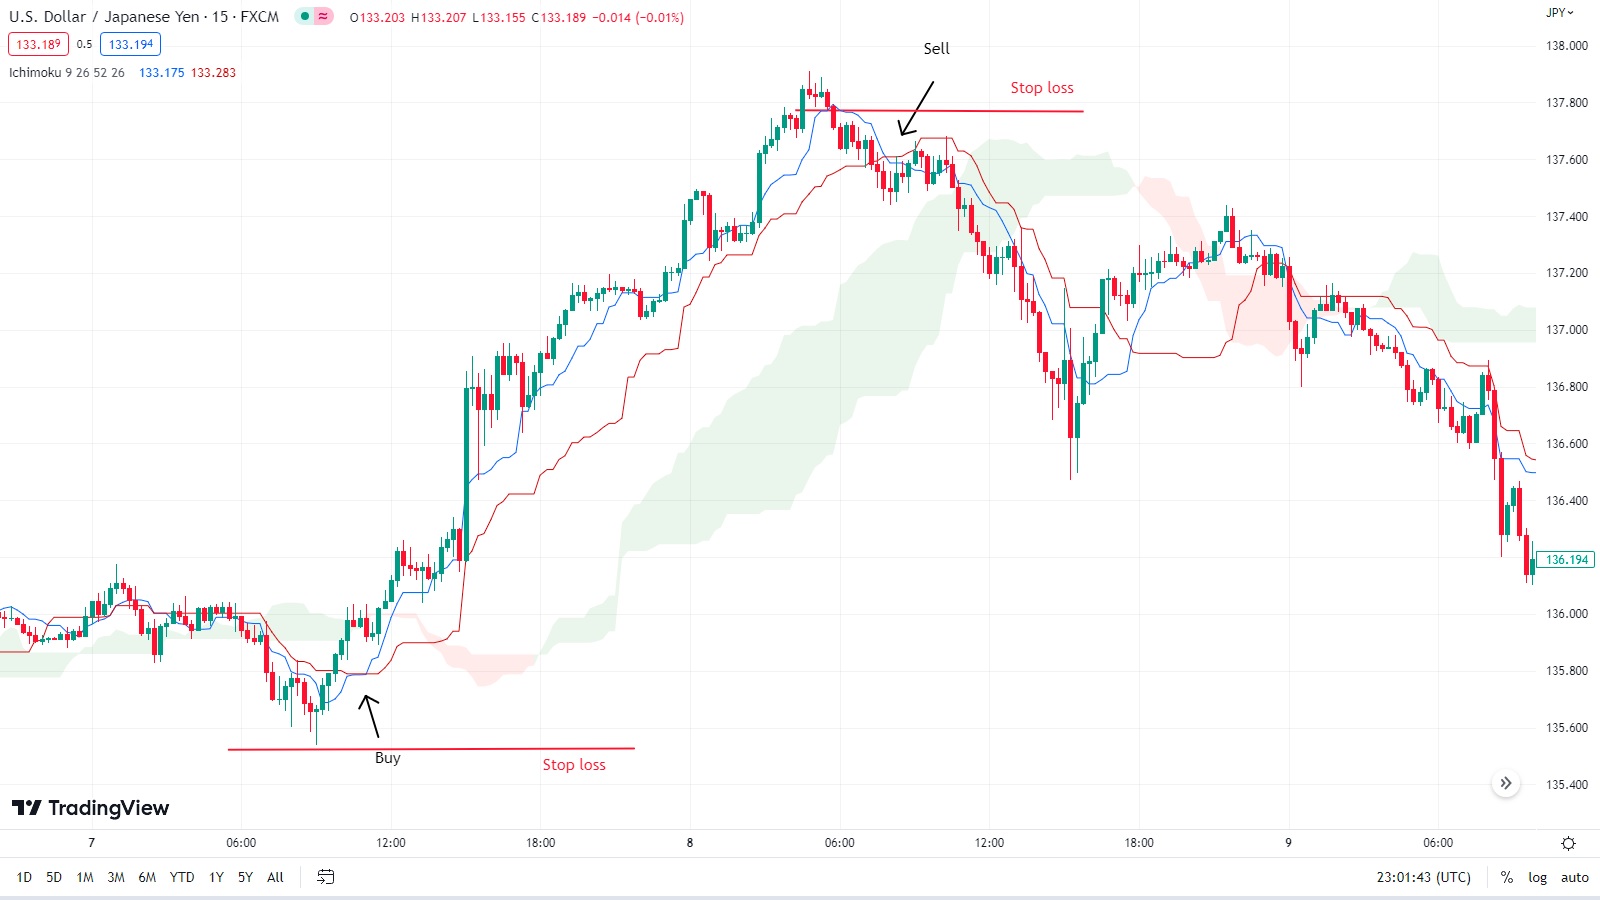 U.S. Dollar / Japanese Yen · 15 · FXCM ≈ O133.203 H133.207 L133.155 C133.189 −0.014 (−0.01%)
JPY
133.189 0.5 133.194
Ichimoku 9 26 52 26 133.175 133.283
Sell
Stop loss
138.000
137.800
137.600
137.400
137.200
137.000
136.800
136.600
136.400
136.194
136.000
135.800
135.600
135.400
Buy
Stop loss
TradingView
7 06:00 12:00 18:00 8 06:00 12:00 18:00 9 06:00
1D 5D 1M 3M 6M YTD 1Y 5Y All 23:01:43 (UTC) % log auto